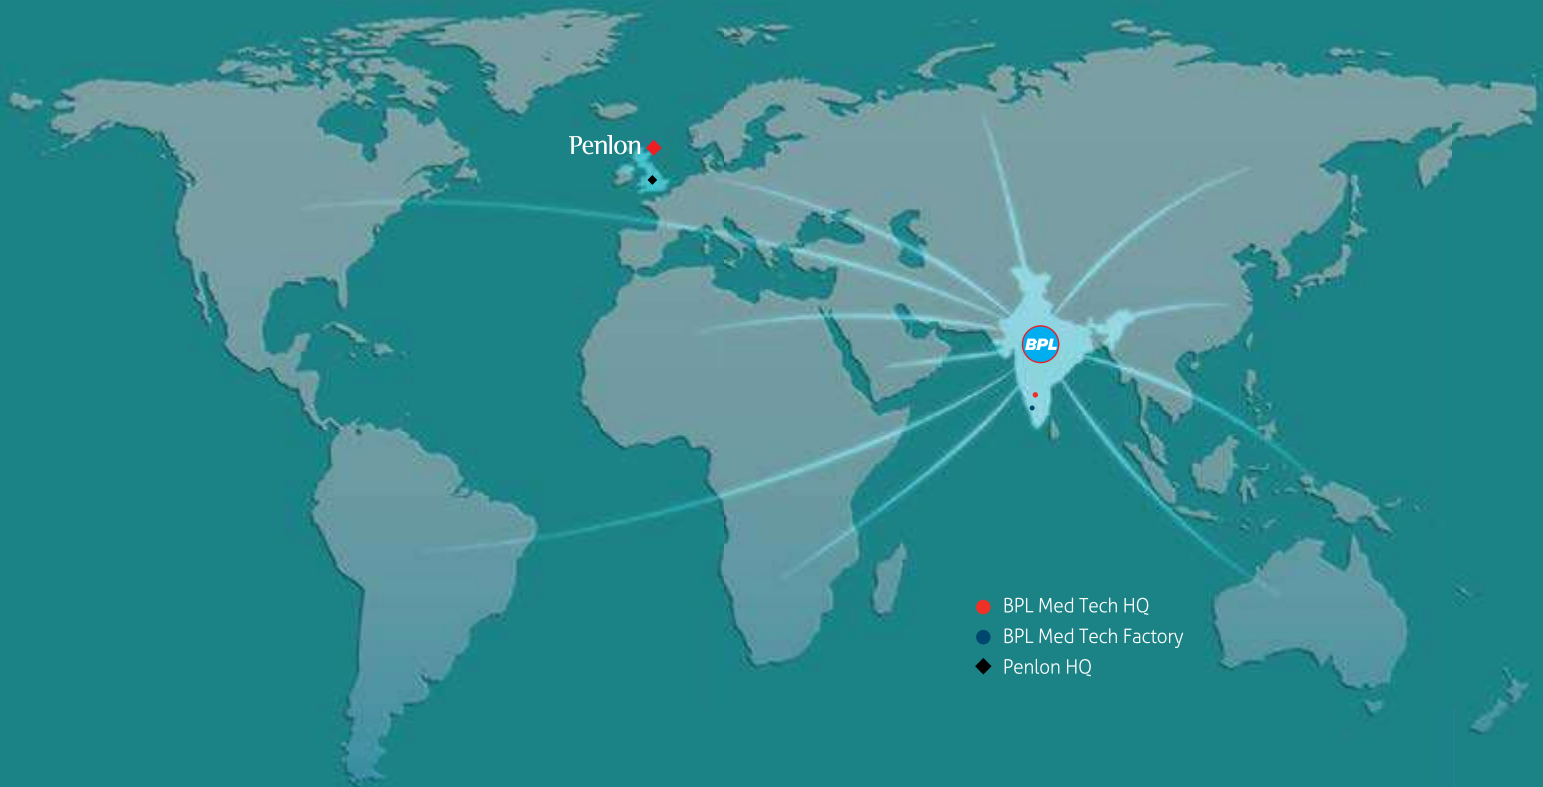 Penlon
BPL
BPL Med Tech HQ
BPL Med Tech Factory
Penlon HQ